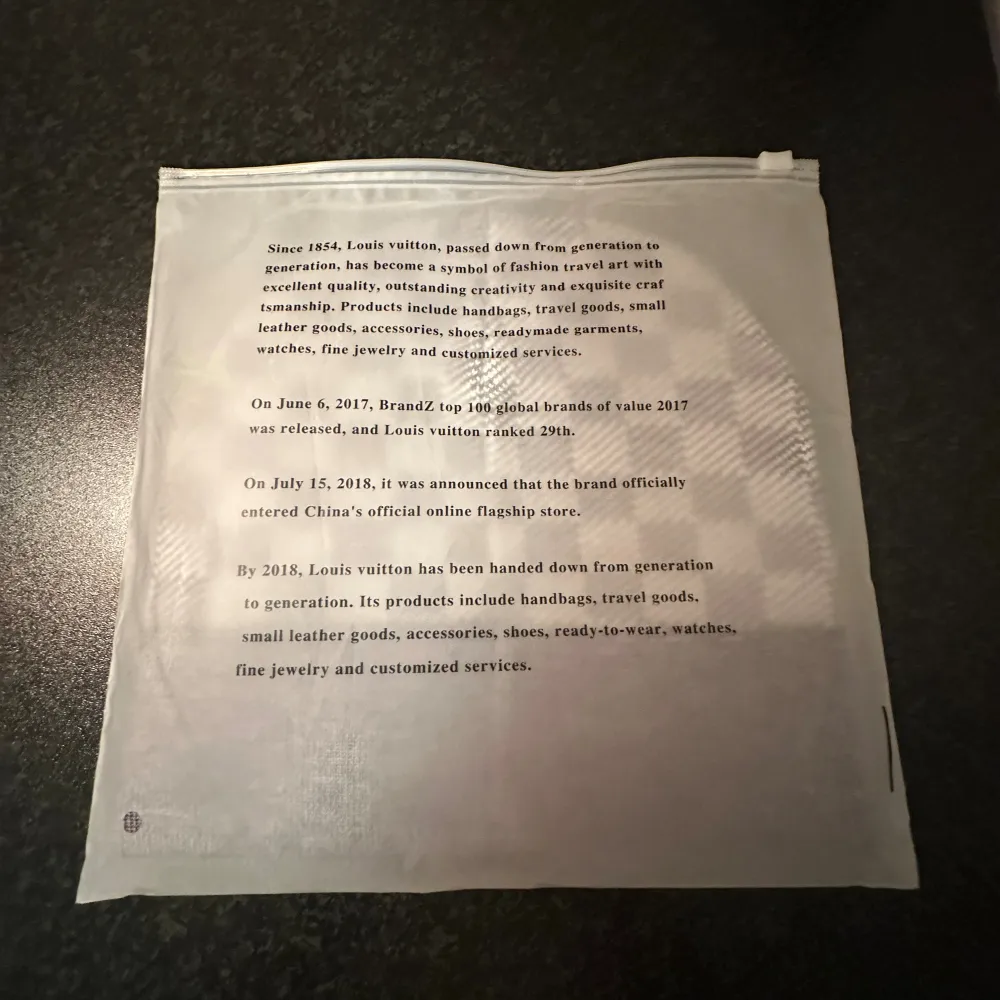 Since 1854, Louis vuitton, passed down from generation to
generation, has become a symbol of fashion travel art with
excellent quality, outstanding creativity and exquisite craf
tsmanship. Products include handbags, travel goods, small
leather goods, accessories, shoes, readymade garments,
watches, fine jewelry and customized services.
On June 6, 2017, BrandZ top 100 global brands of value 2017
was released, and Louis vuitton ranked 29th.
On July 15, 2018, it was announced that the brand officially
entered China's official online flagship store.
By 2018, Louis vuitton has been handed down from generation
to generation. Its products include handbags, travel goods,
small leather goods, accessories, shoes, ready-to-wear, watches,
fine jewelry and customized services.